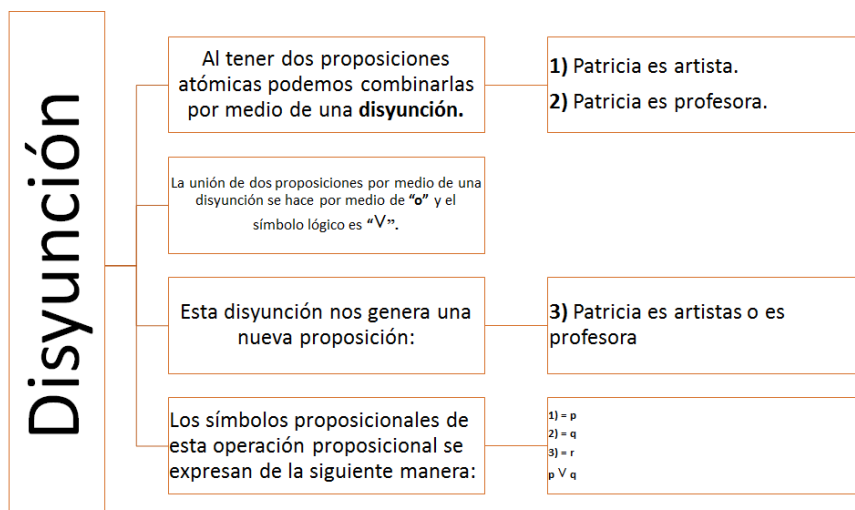 Disyunción
Al tener dos proposiciones
atómicas podemos combinarlas
por medio de una disyunción.
1) Patricia es artista.
2) Patricia es profesora.
La unión de dos proposiciones por medio de una
disyunción se hace por medio de “o” y el
símbolo lógico es “V”.
Esta disyunción nos genera una
nueva proposición:
3) Patricia es artistas o es
profesora
Los símbolos proposicionales de
esta operación proposicional se
expresan de la siguiente manera:
1) = p
2) = q
3) = r
p V q